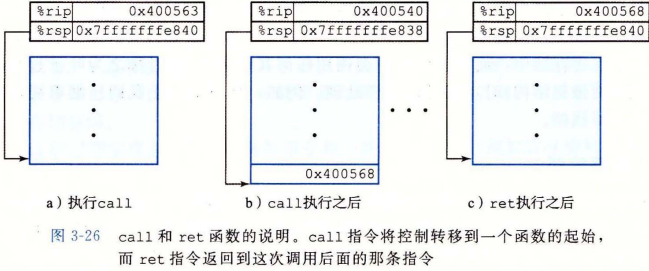 %rip 0x400563
%rsp 0x7fffffffe840
%rip 0x400540
%rsp 0x7fffffffe838
%rip 0x400568
%rsp 0x7fffffffe840
0x400568
a）执行call
b）call执行之后
c）ret执行之后
图 3-26 call 和 ret 函数的说明。call 指令将控制转移到一个函数的起始，
而 ret 指令返回到这次调用后面的那条指令